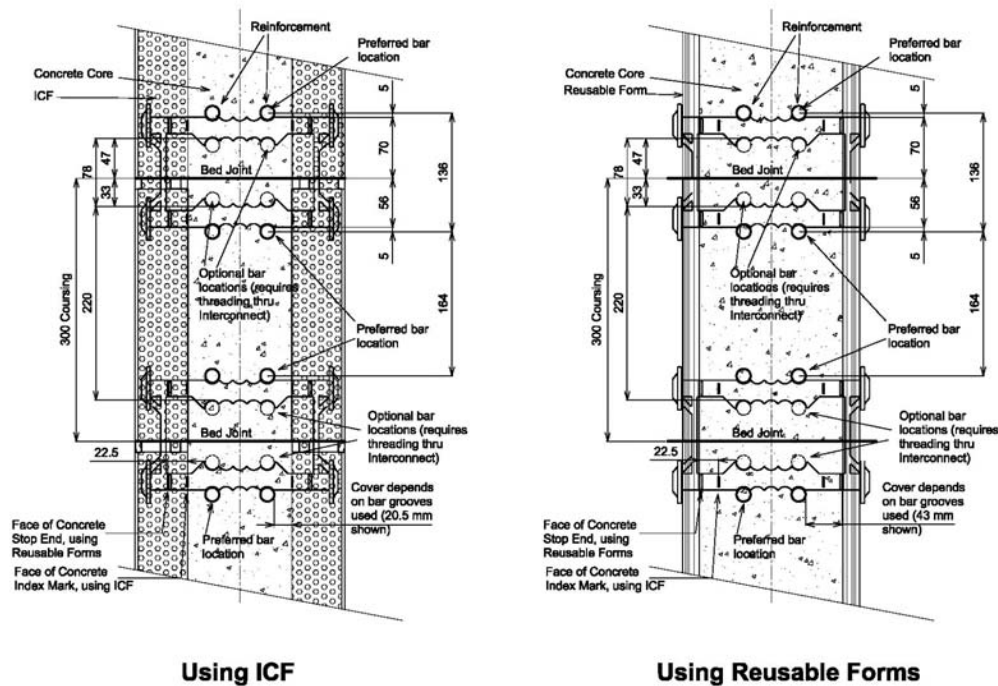 Reinforcement
Preferred bar
location
Concrete Core
ICF
5
70
136
47
78
Bed Joint
33
56
5
Optional bar
locations (requires
threading thru
Interconnect)
220
300 Coursing
164
Preferred bar
location
Optional bar
locations (requires
threading thru
Interconnect)
Bed Joint
22.5
Cover depends
on bar grooves
used (20.5 mm
shown)
Face of Concrete
Stop End, using
Reusable Forms
Preferred bar
location
Face of Concrete
Index Mark, using ICF
Using ICF
Reinforcement
Preferred bar
location
Concrete Core
Reusable Form
5
70
136
47
78
Bed Joint
33
56
5
Optional bar
locations (requires
threading thru
Interconnect)
220
300 Coursing
164
Preferred bar
location
Optional bar
locations (requires
threading thru
Interconnect)
Bed Joint
22.5
Cover depends
on bar grooves
used (43 mm
shown)
Face of Concrete
Stop End, using
Reusable Forms
Preferred bar
location
Face of Concrete
Index Mark, using ICF
Using Reusable Forms